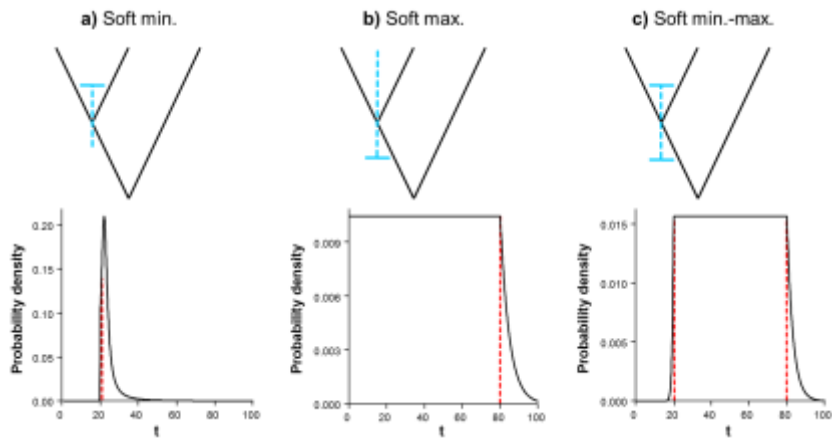 a) Soft min.
b) Soft max.
c) Soft min.-max.
Probability density
0.20
0.15
0.10
0.05
0.00
0 20 40 60 80 100
t
Probability density
0.009
0.006
0.003
0.000
0 20 40 60 80 100
t
Probability density
0.015
0.010
0.005
0.000
0 20 40 60 80 100
t